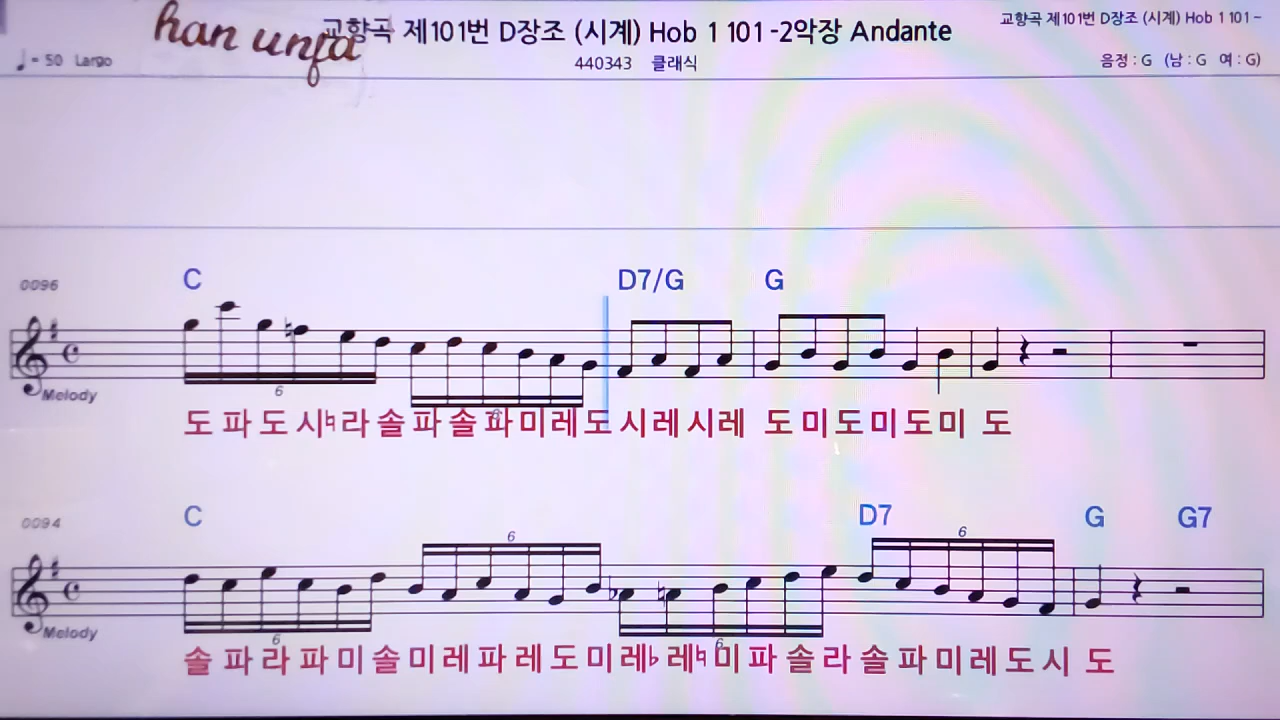 han unfa
교향곡 제101번 D장조 (시계) Hob 1 101 -2악장 Andante
교향곡 제101번 D장조 (시계) Hob 1 101 -
♩= 50 Largo
440343 클래식
음정 : G (남 : G 여 : G)
C D7/G G
0096
6 6
Melody
도 파 도 시♮ 라 솔 파 솔 파 미 레 도 시 레 시 레 도 미 도 미 도 미 도
C D7 G G7
0094
6 6
Melody
6 6
솔 파 라 파 미 솔 미 레 파 레 도 미 레♭ 레♮ 미 파 솔 라 솔 파 미 레 도 시 도